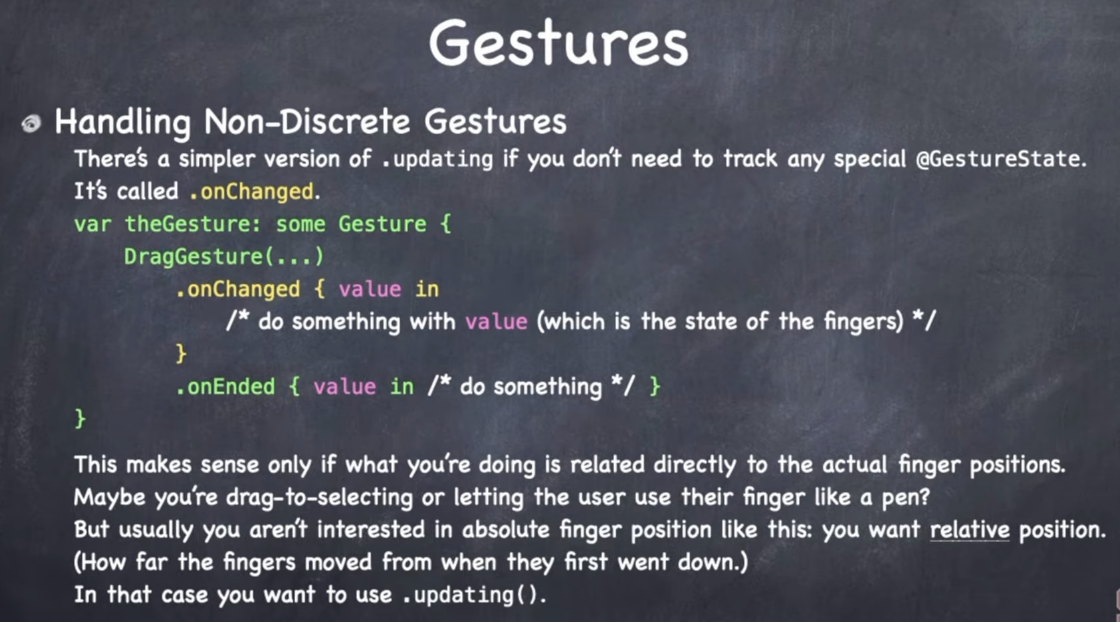 Gestures
Handling Non-Discrete Gestures
There's a simpler version of .updating if you don't need to track any special @GestureState.
It's called .onChanged.
var theGesture: some Gesture {
    DragGesture(...)
        .onChanged { value in
            /* do something with value (which is the state of the fingers) */
        }
        .onEnded { value in /* do something */ }
}
This makes sense only if what you're doing is related directly to the actual finger positions.
Maybe you're drag-to-selecting or letting the user use their finger like a pen?
But usually you aren't interested in absolute finger position like this: you want relative position.
(How far the fingers moved from when they first went down.)
In that case you want to use .updating().